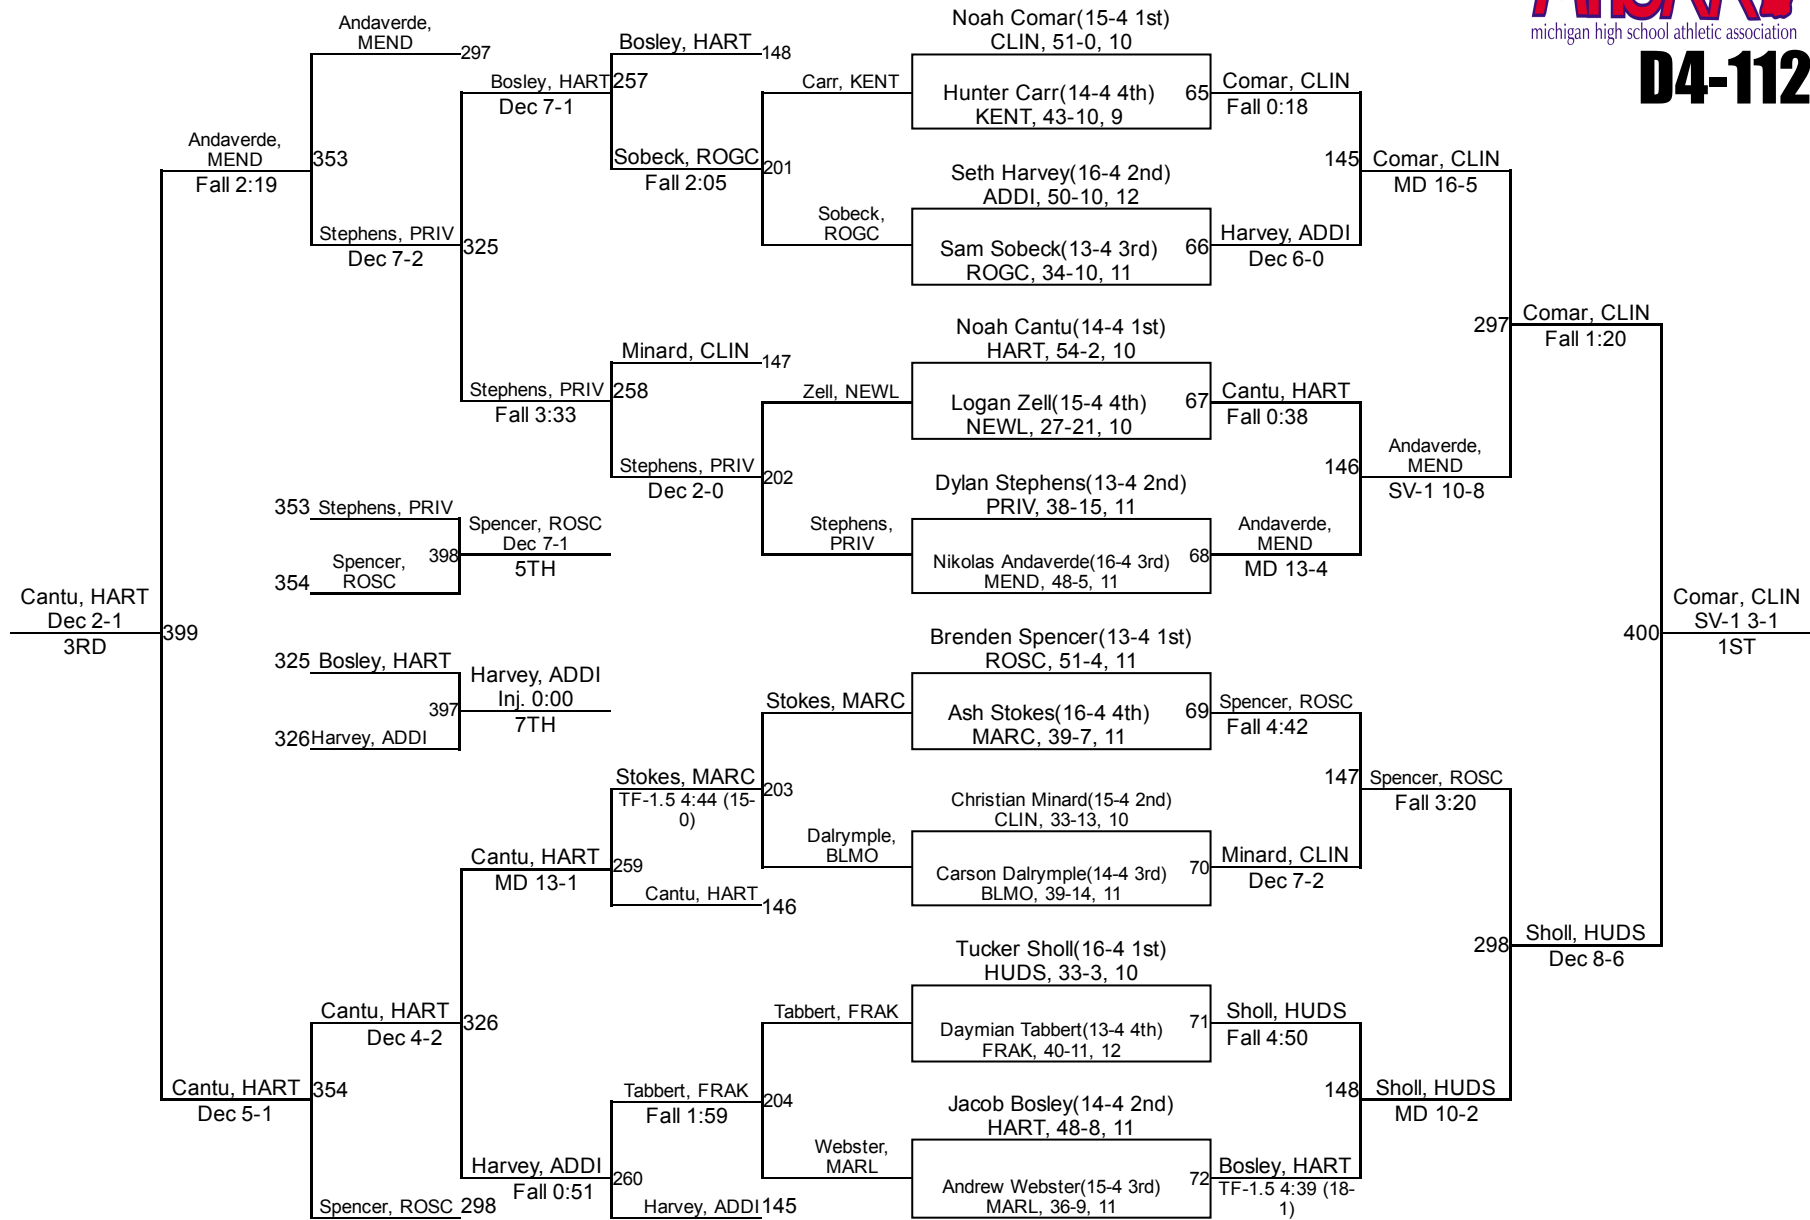 michigan high school athletic association
D4-112
Andaverde,
MEND
297
353
Andaverde,
MEND
Fall 2:19
Stephens, PRIV
Dec 7-2
325
Bosley, HART
Dec 7-1
257
Bosley, HART
148
Sobeck, ROGC
Fall 2:05
201
Carr, KENT
Sobeck,
ROGC
Stephens, PRIV
Fall 3:33
258
Minard, CLIN
147
Stephens, PRIV
Dec 2-0
202
Zell, NEWL
Stephens,
PRIV
353 Stephens, PRIV
354
Spencer,
ROSC
398
Spencer, ROSC
Dec 7-1
5TH
Cantu, HART
Dec 2-1
3RD
399
325 Bosley, HART
326 Harvey, ADDI
397
Harvey, ADDI
Inj. 0:00
7TH
Stokes, MARC
Dalrymple,
BLMO
203
Stokes, MARC
TF-1.5 4:44 (15-
0)
259
Cantu, HART
146
Cantu, HART
MD 13-1
326
Cantu, HART
Dec 4-2
354
Cantu, HART
Dec 5-1
Spencer, ROSC 298
Harvey, ADDI
Fall 0:51
260
Tabbert, FRAK
Fall 1:59
204
Harvey, ADDI 145
Tabbert, FRAK
Webster,
MARL
Noah Comar(15-4 1st)
CLIN, 51-0, 10
Hunter Carr(14-4 4th)
KENT, 43-10, 9
65
Comar, CLIN
Fall 0:18
Seth Harvey(16-4 2nd)
ADDI, 50-10, 12
Sam Sobeck(13-4 3rd)
ROGC, 34-10, 11
66
Harvey, ADDI
Dec 6-0
145
Comar, CLIN
MD 16-5
Noah Cantu(14-4 1st)
HART, 54-2, 10
Logan Zell(15-4 4th)
NEWL, 27-21, 10
67
Cantu, HART
Fall 0:38
Dylan Stephens(13-4 2nd)
PRIV, 38-15, 11
Nikolas Andaverde(16-4 3rd)
MEND, 48-5, 11
68
Andaverde,
MEND
MD 13-4
146
Andaverde,
MEND
SV-1 10-8
297
Comar, CLIN
Fall 1:20
Brenden Spencer(13-4 1st)
ROSC, 51-4, 11
Ash Stokes(16-4 4th)
MARC, 39-7, 11
69
Spencer, ROSC
Fall 4:42
Christian Minard(15-4 2nd)
CLIN, 33-13, 10
Carson Dalrymple(14-4 3rd)
BLMO, 39-14, 11
70
Minard, CLIN
Dec 7-2
147
Spencer, ROSC
Fall 3:20
Tucker Sholl(16-4 1st)
HUDS, 33-3, 10
Daymian Tabbert(13-4 4th)
FRAK, 40-11, 12
71
Sholl, HUDS
Fall 4:50
Jacob Bosley(14-4 2nd)
HART, 48-8, 11
Andrew Webster(15-4 3rd)
MARL, 36-9, 11
72
Bosley, HART
TF-1.5 4:39 (18-
1)
148
Sholl, HUDS
MD 10-2
298
Sholl, HUDS
Dec 8-6
400
Comar, CLIN
SV-1 3-1
1ST